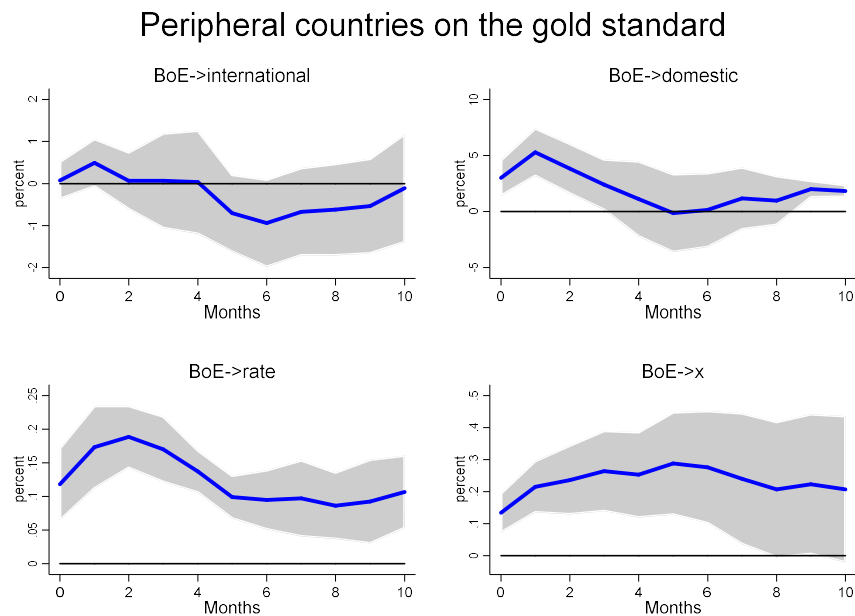 Peripheral countries on the gold standard
BoE->international
percent
2
1
0
-1
-2
0 2 4 6 8 10
Months
BoE->domestic
percent
10
5
0
-5
0 2 4 6 8 10
Months
BoE->rate
percent
.25
.2
.15
.1
.05
0
0 2 4 6 8 10
Months
BoE->x
percent
.5
.4
.3
.2
.1
0
0 2 4 6 8 10
Months